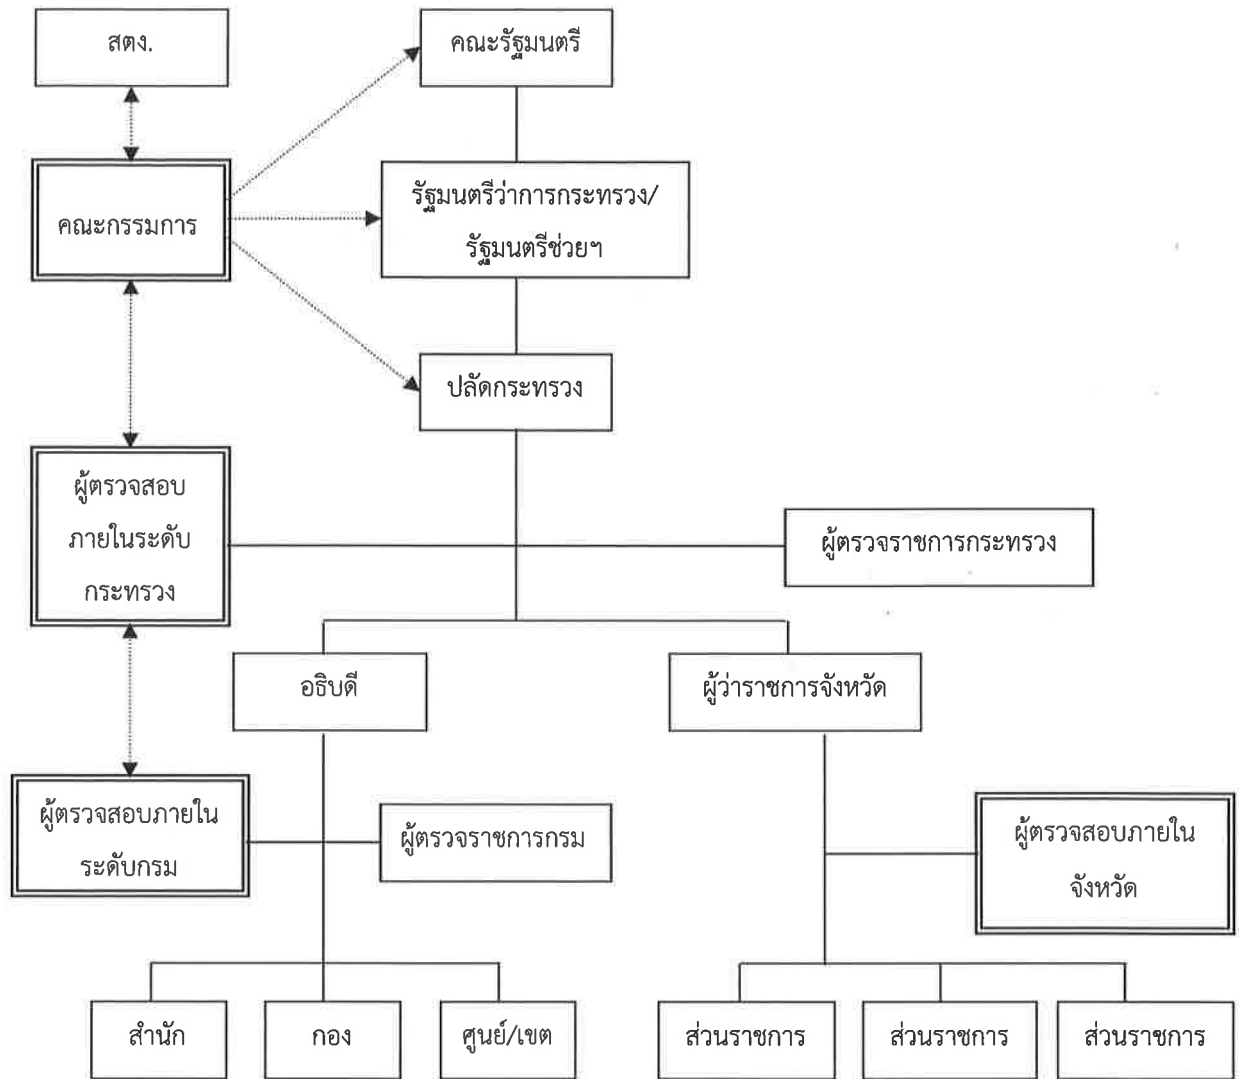 สตง.
คณะรัฐมนตรี
คณะกรรมการ
รัฐมนตรีว่าการกระทรวง/
รัฐมนตรีช่วยฯ
ปลัดกระทรวง
ผู้ตรวจสอบ
ภายในระดับ
กระทรวง
ผู้ตรวจราชการกระทรวง
อธิบดี
ผู้ว่าราชการจังหวัด
ผู้ตรวจสอบภายใน
ระดับกรม
ผู้ตรวจราชการกรม
ผู้ตรวจสอบภายใน
จังหวัด
สำนัก
กอง
ศูนย์/เขต
ส่วนราชการ
ส่วนราชการ
ส่วนราชการ